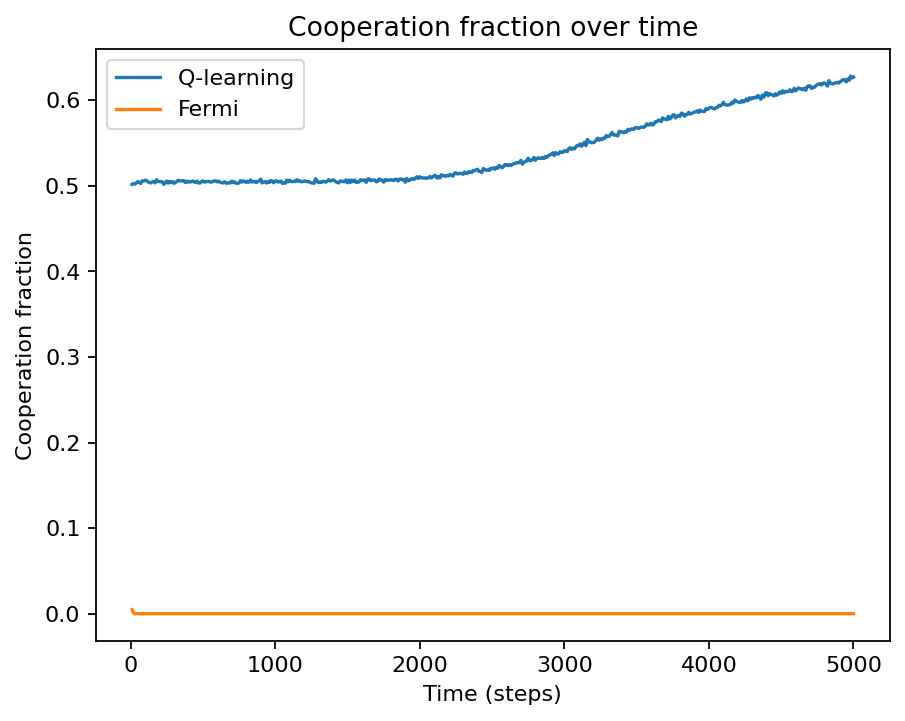 Cooperation fraction over time
Q-learning
Fermi
Cooperation fraction
0.6
0.5
0.4
0.3
0.2
0.1
0.0
0 1000 2000 3000 4000 5000
Time (steps)